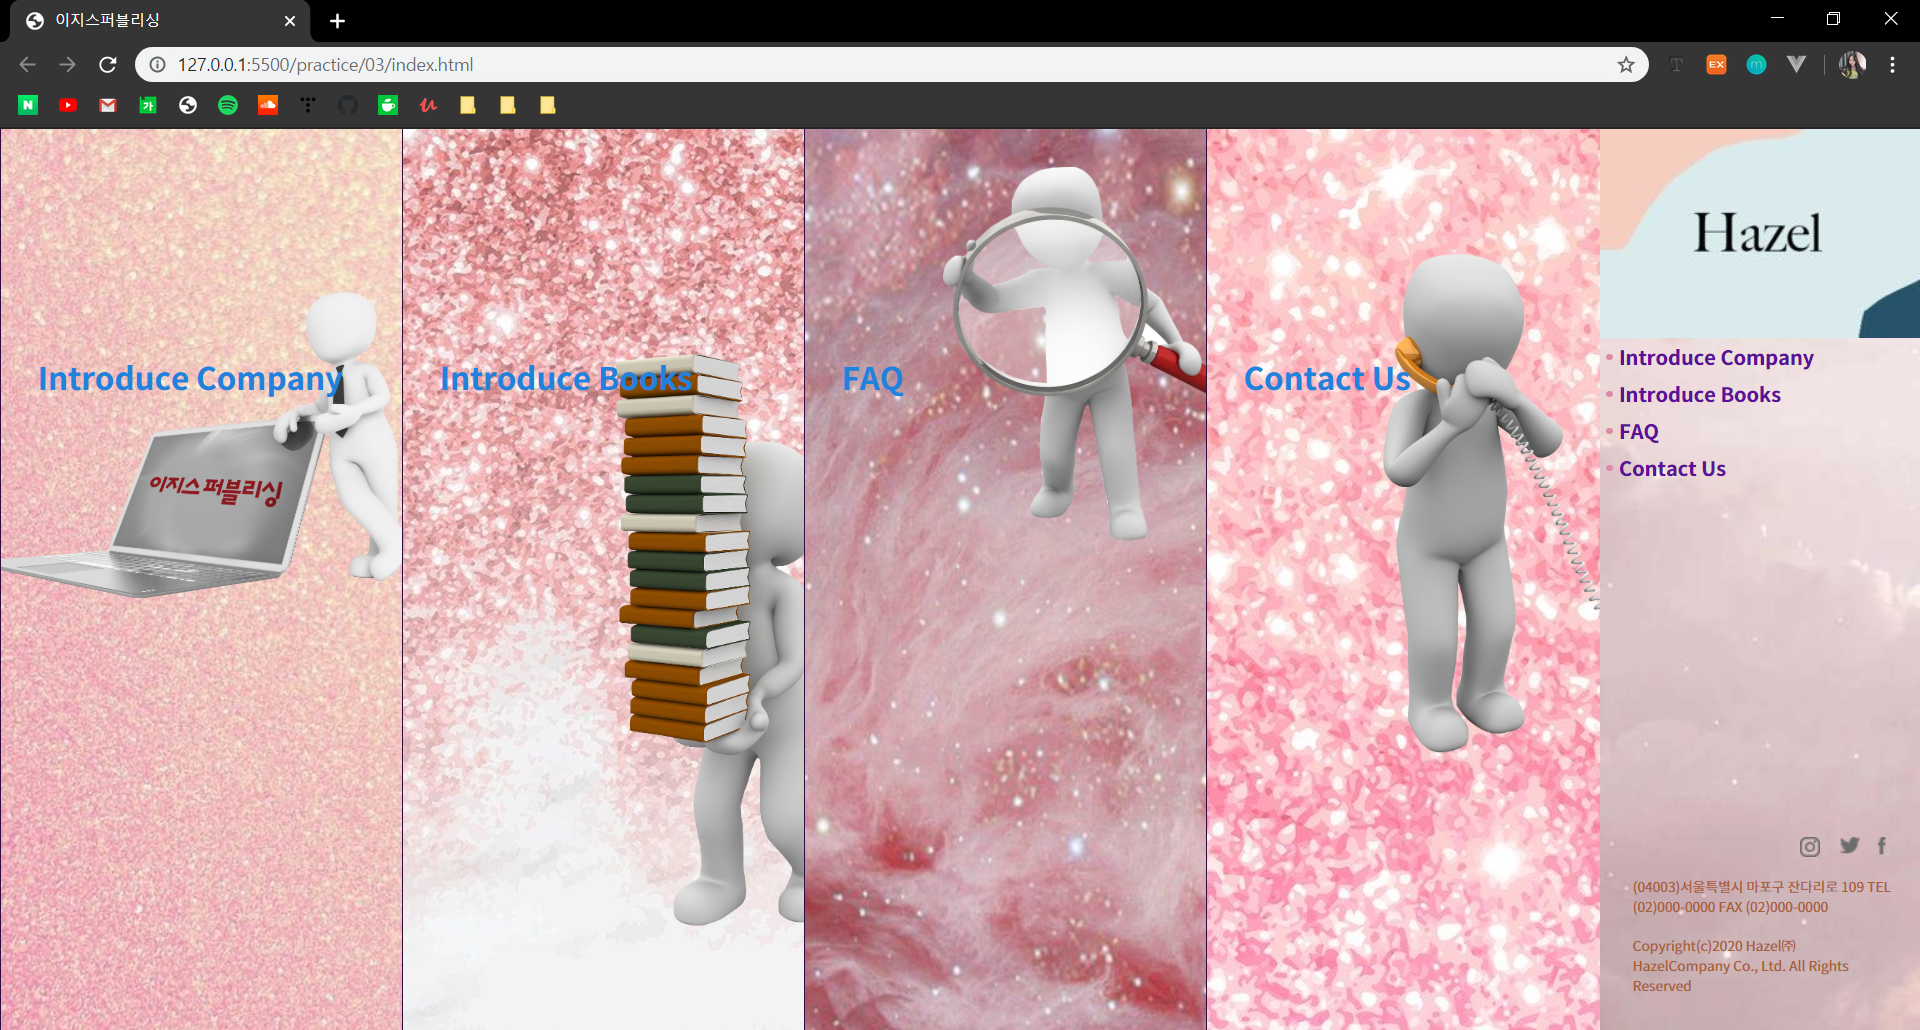 이지스퍼블리싱
127.0.0.1:5500/practice/03/index.html
EX
m
N
가
Introduce Company
이지스퍼블리싱
Introduce Books
FAQ
Contact Us
Hazel
Introduce Company
Introduce Books
FAQ
Contact Us
(04003)서울특별시 마포구 잔다리로 109 TEL
(02)000-0000 FAX (02)000-0000
Copyright(c)2020 Hazel㈜
HazelCompany Co., Ltd. All Rights
Reserved